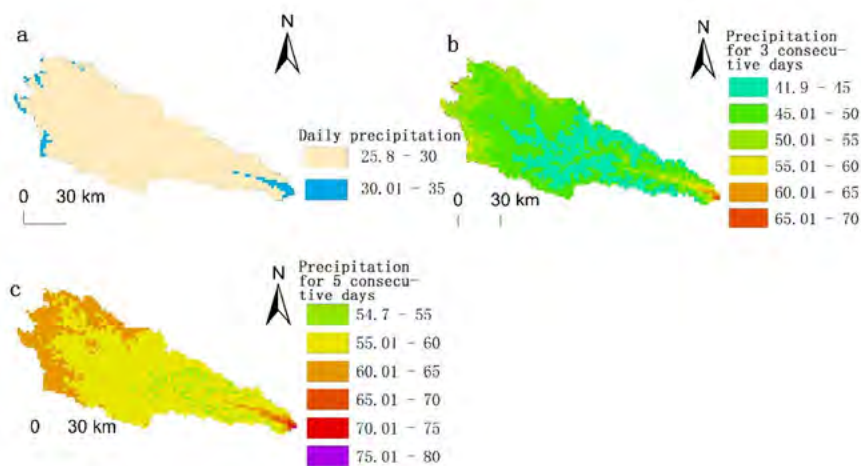 a
N
Daily precipitation
25.8 - 30
30.01 - 35
0 30 km
b
N
Precipitation
for 3 consecu-
tive days
41.9 - 45
45.01 - 50
50.01 - 55
55.01 - 60
60.01 - 65
65.01 - 70
0 30 km
c
N
Precipitation
for 5 consecu-
tive days
54.7 - 55
55.01 - 60
60.01 - 65
65.01 - 70
70.01 - 75
75.01 - 80
0 30 km